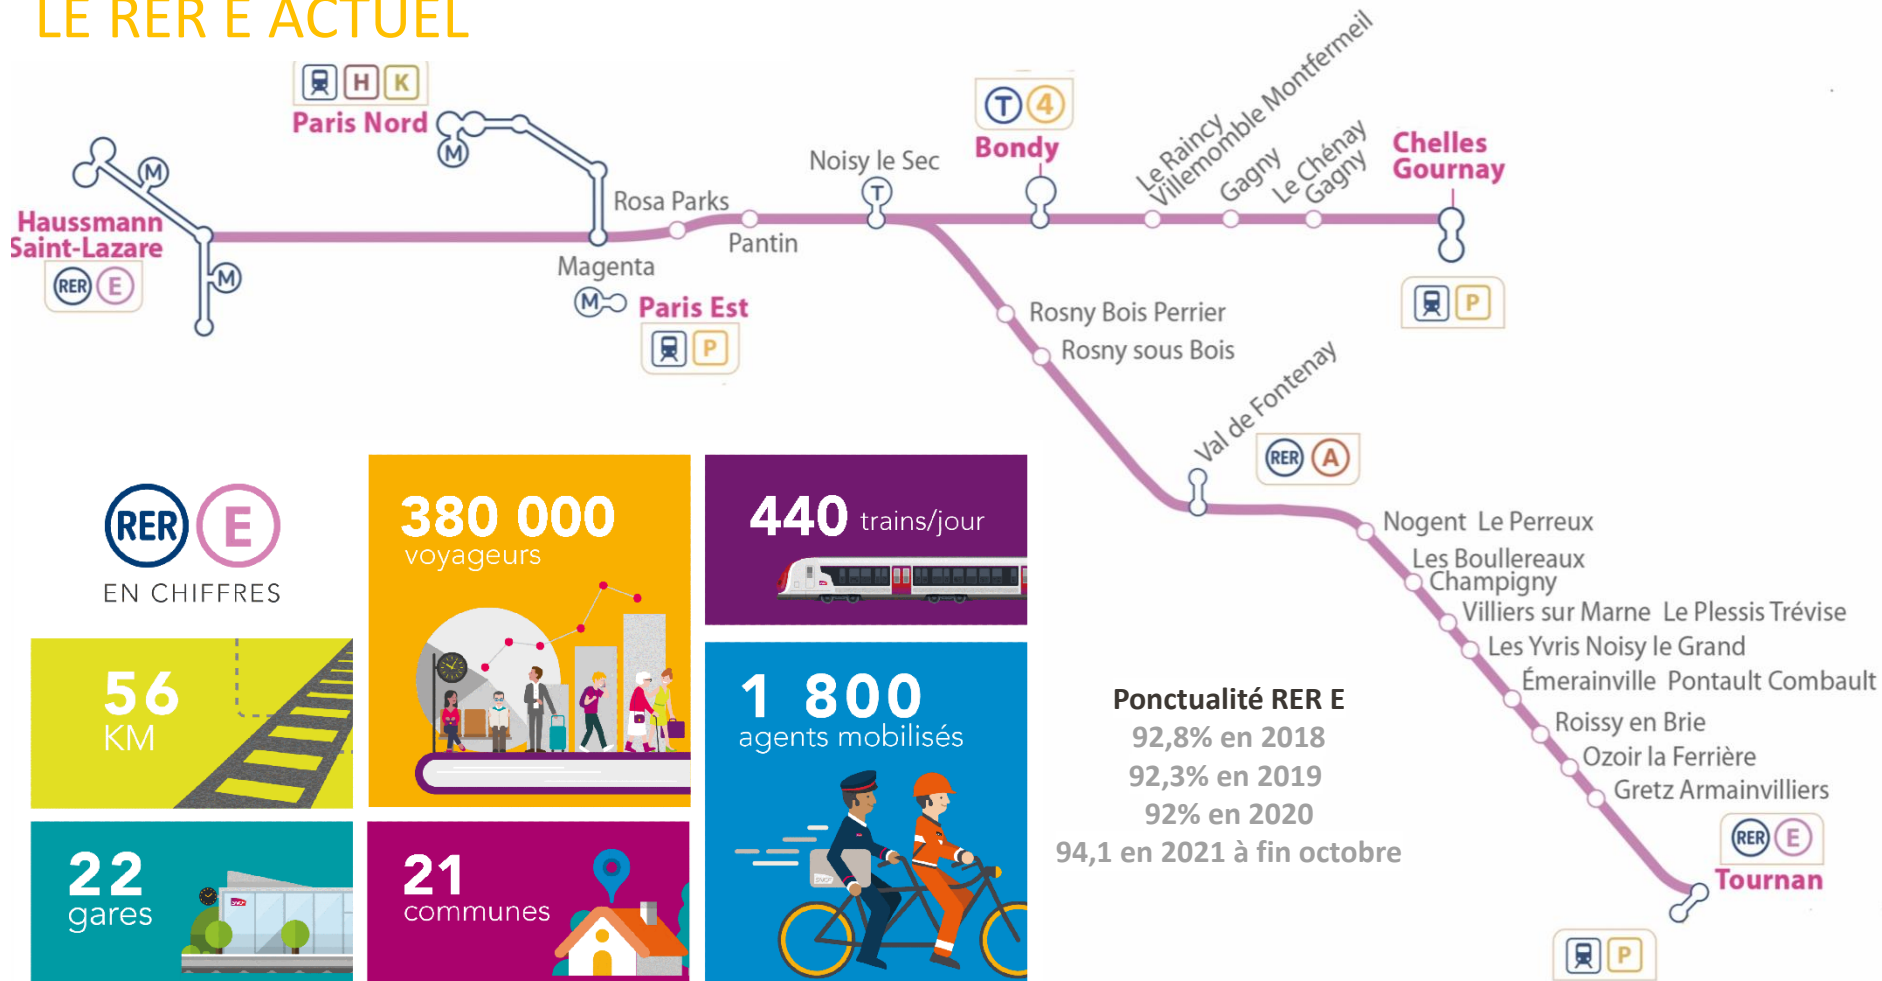 LE RER E ACTUEL
H K
Paris Nord
M
M
Haussmann
Saint-Lazare
RER E
M
Magenta
M
Paris Est
P
Rosa Parks
Pantin
Noisy le Sec
T
T 4
Bondy
Le Raincy
Villemomble Montfermeil
Gagny
Le Chénay
Gagny
Chelles
Gournay
P
Rosny Bois Perrier
Rosny sous Bois
Val de Fontenay
RER A
Nogent Le Perreux
Les Boullereaux
Champigny
Villiers sur Marne Le Plessis Trévise
Les Yvris Noisy le Grand
Émerainville Pontault Combault
Roissy en Brie
Ozoir la Ferrière
Gretz Armainvilliers
RER E
Tournan
P
RER E
EN CHIFFRES
380 000
voyageurs
440 trains/jour
56
KM
1 800
agents mobilisés
22
gares
SNCF
21
communes
SNCF
Ponctualité RER E
92,8% en 2018
92,3% en 2019
92% en 2020
94,1 en 2021 à fin octobre